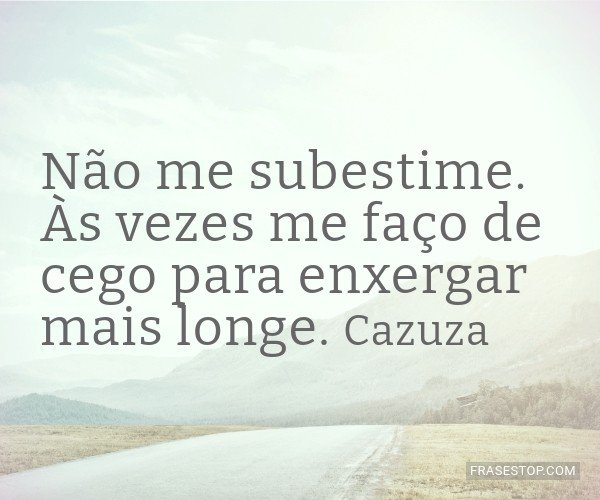 Não me subestime.
Às vezes me faço de
cego para enxergar
mais longe. Cazuza
FRASESTOP.COM